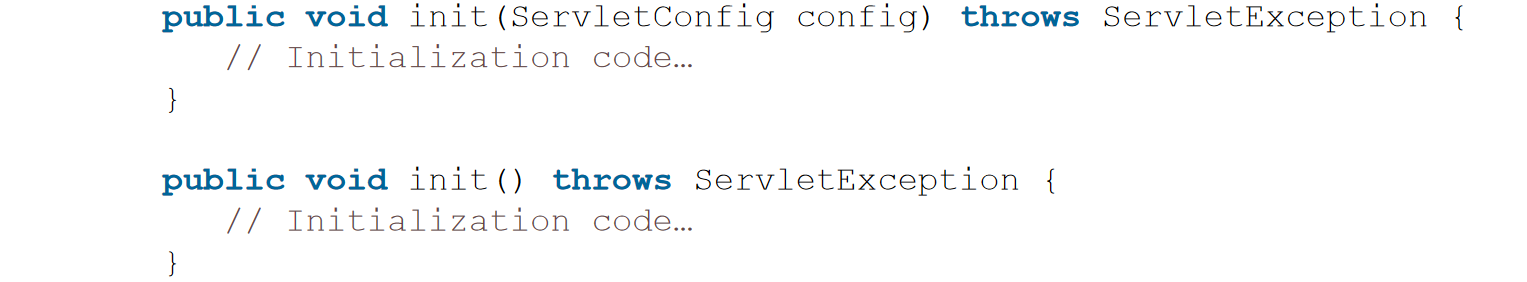 public void init(ServletConfig config) throws ServletException {
// Initialization code…
}
public void init() throws ServletException {
// Initialization code…
}